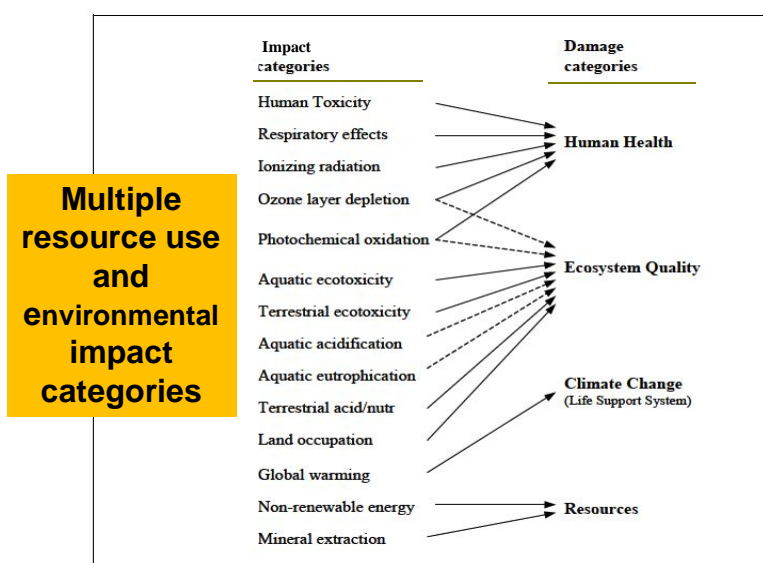 Multiple
resource use
and
environmental
impact
categories
Impact
categories
Human Toxicity
Respiratory effects
Ionizing radiation
Ozone layer depletion
Photochemical oxidation
Aquatic ecotoxicity
Terrestrial ecotoxicity
Aquatic acidification
Aquatic eutrophication
Terrestrial acid/nutr
Land occupation
Global warming
Non-renewable energy
Mineral extraction
Damage
categories
Human Health
Ecosystem Quality
Climate Change
(Life Support System)
Resources